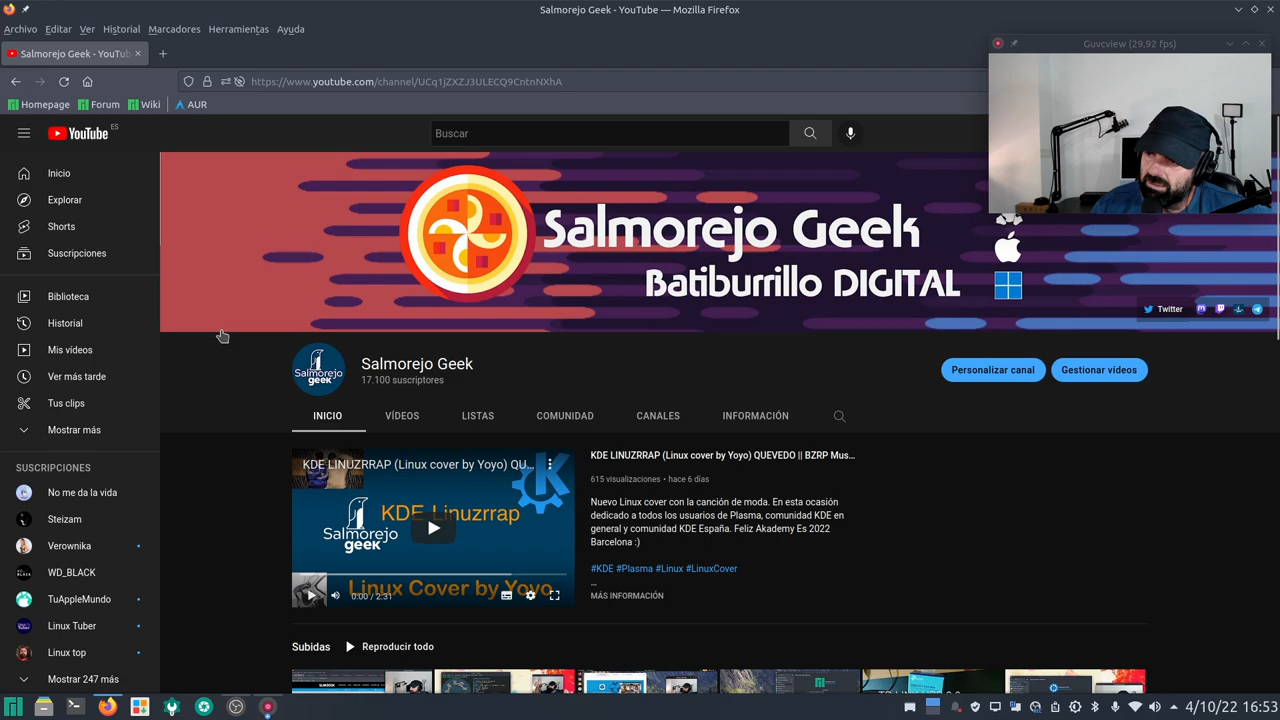 Salmorejo Geek - YouTube — Mozilla Firefox
Archivo Editar Ver Historial Marcadores Herramientas Ayuda
Guvcview (29,92 fps)
Salmorejo Geek - YouTub
https://www.youtube.com/channel/UCq1jZXZJ3ULECQ9CntnNXhA
Homepage Forum Wiki AUR
YouTube ES
Buscar
Inicio
Explorar
Shorts
Suscripciones
Biblioteca
Historial
Mis vídeos
Ver más tarde
Tus clips
Mostrar más
SUSCRIPCIONES
No me da la vida
Steizam
Verownika
WD_BLACK
TuAppleMundo
Linux Tuber
Linux top
Mostrar 247 más
Salmorejo Geek
Batiburrillo DIGITAL
Twitter
Salmorejo geek
Salmorejo Geek
17.100 suscriptores
Personalizar canal
Gestionar vídeos
INICIO VÍDEOS LISTAS COMUNIDAD CANALES INFORMACIÓN
KDE LINUZRRAP (Linux cover by Yoyo) QU...
KDE Linuzrrap
Salmorejo
geek
Linux Cover by Yoyo
0:00 / 2:31
KDE LINUZRRAP (Linux cover by Yoyo) QUEVEDO || BZRP Mus...
615 visualizaciones • hace 6 días
Nuevo Linux cover con la canción de moda. En esta ocasión
dedicado a todos los usuarios de Plasma, comunidad KDE en
general y comunidad KDE España. Feliz Akademy Es 2022
Barcelona :)
#KDE #Plasma #Linux #LinuxCover
...
MÁS INFORMACIÓN
Subidas Reproducir todo
4/10/22 16:53